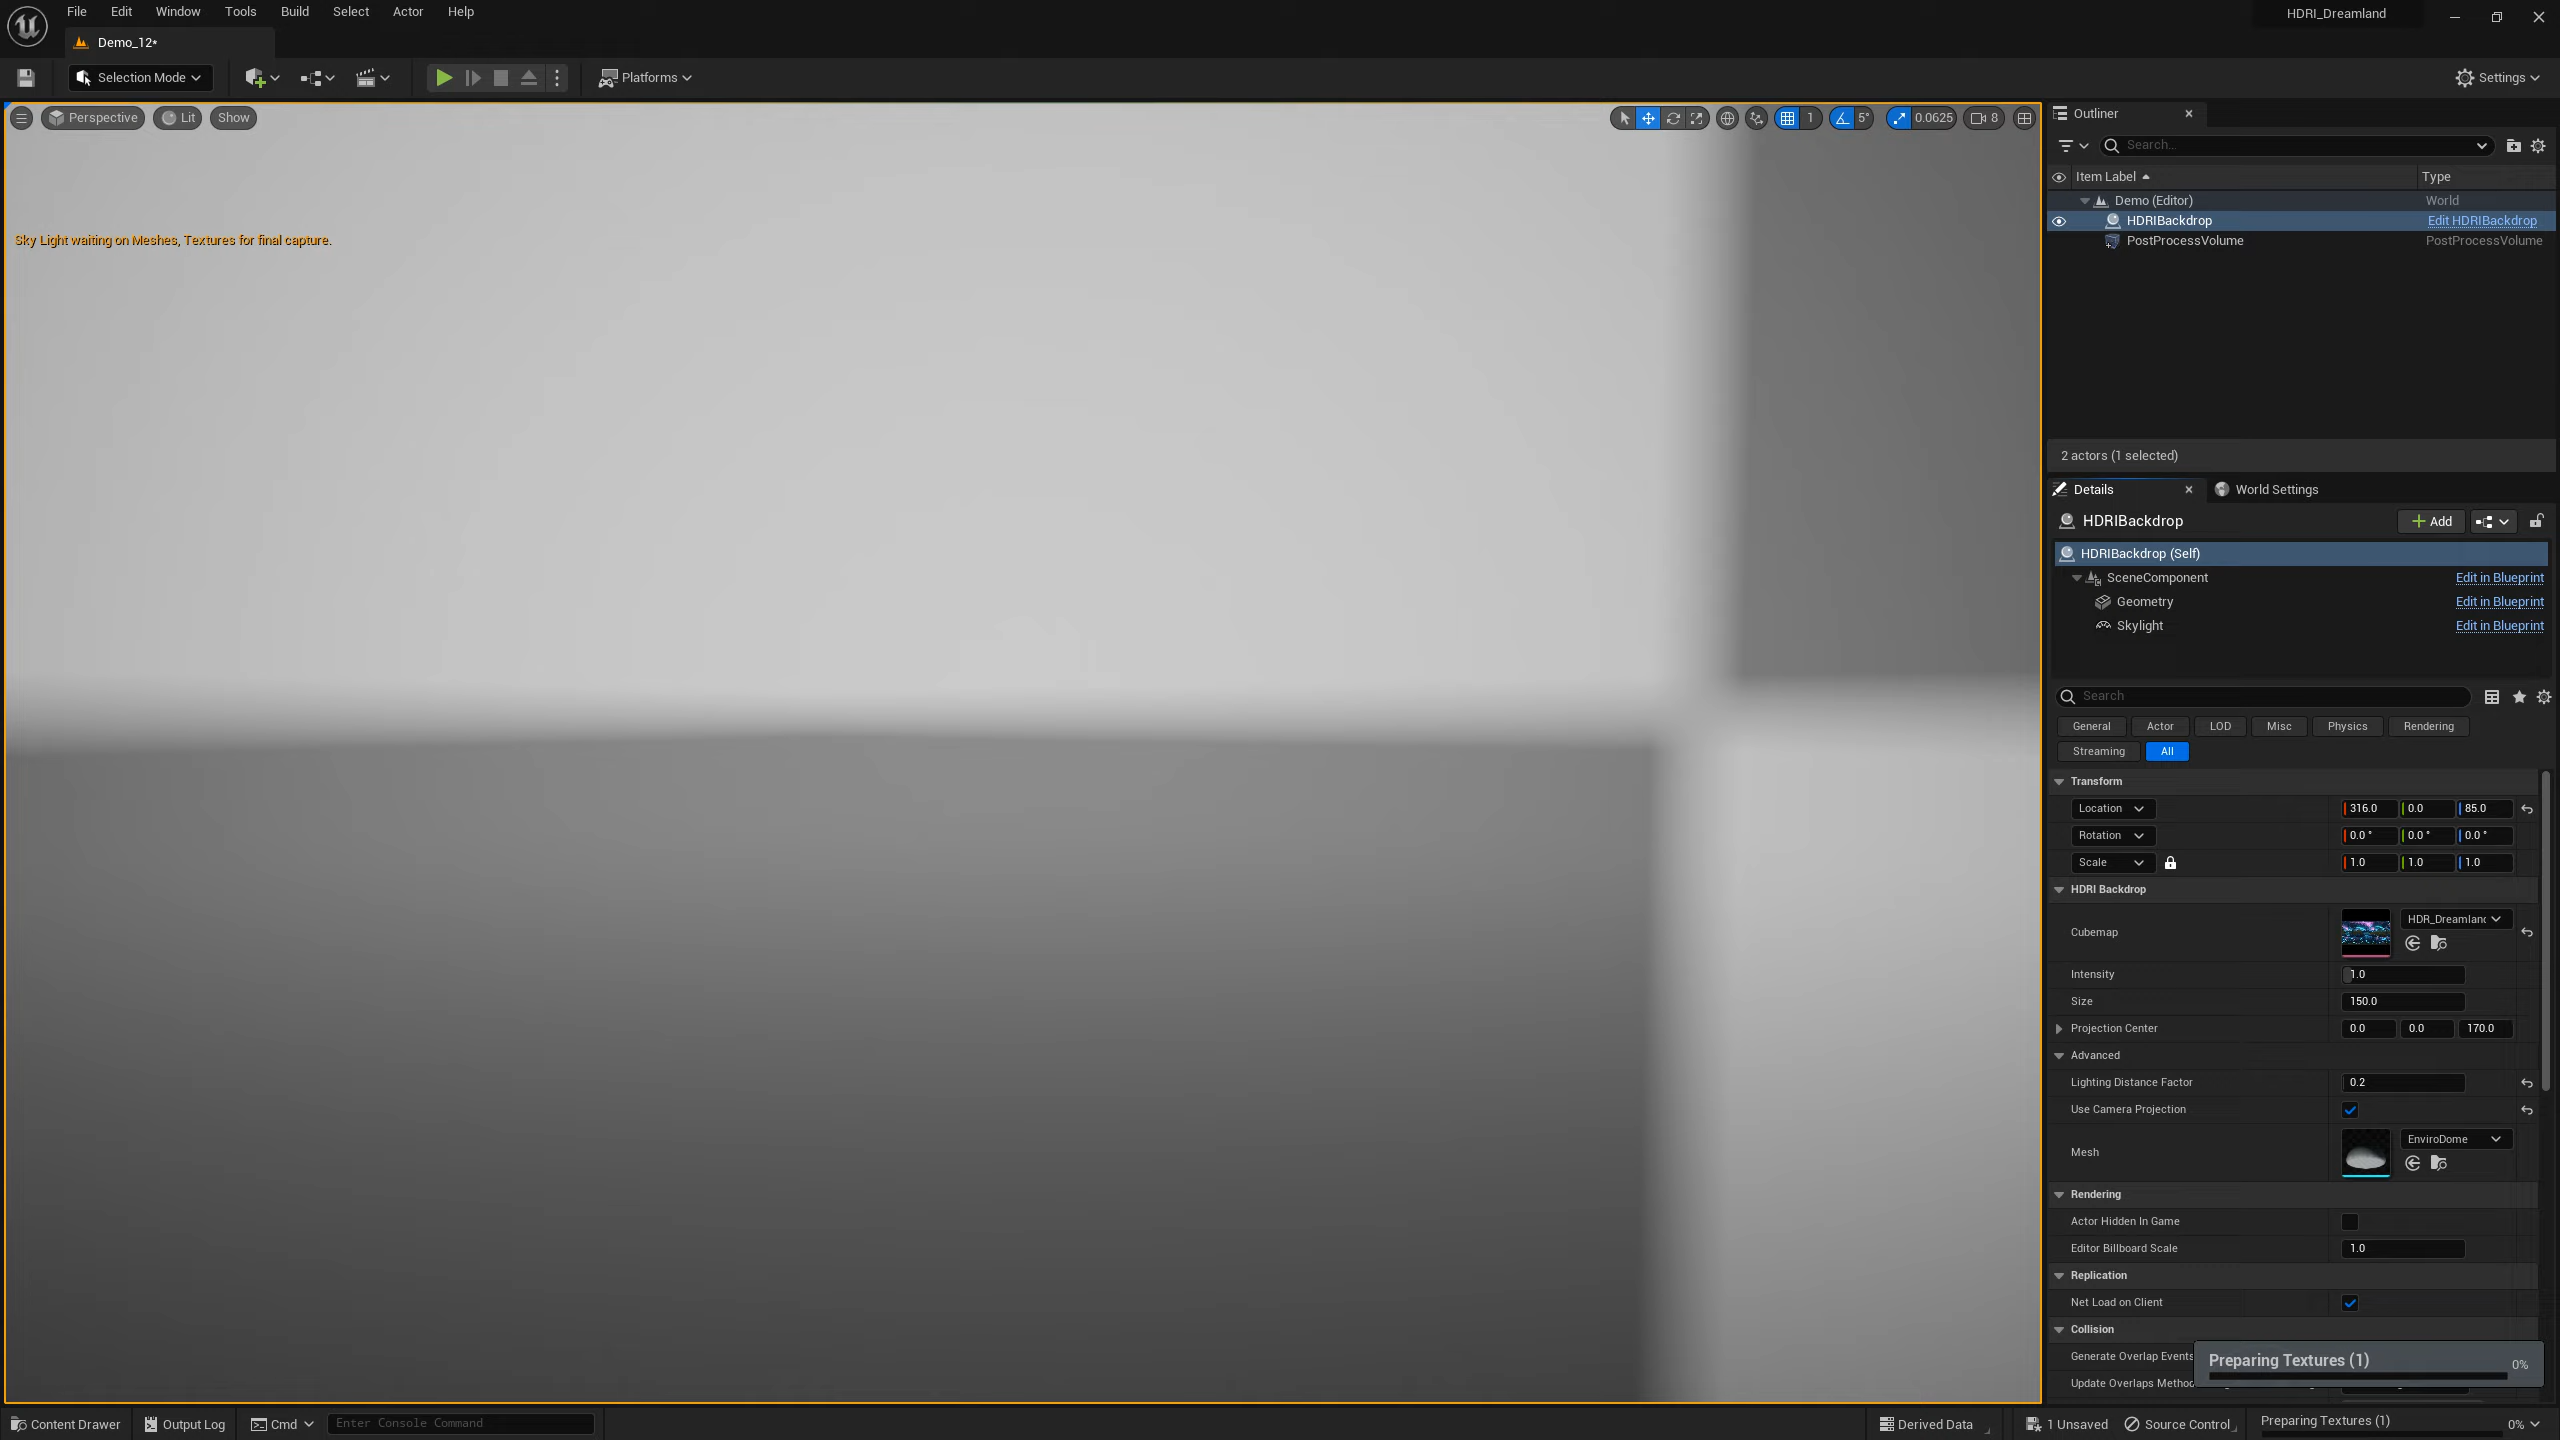 File Edit Window Tools Build Select Actor Help
HDRI_Dreamland
Demo_12*
Selection Mode
Platforms
Settings
Perspective
Lit
Show
1
5°
0.0625
8
Sky Light waiting on Meshes, Textures for final capture.
Outliner
Search...
Item Label
Type
Demo (Editor)
World
HDRIBackdrop
Edit HDRIBackdrop
PostProcessVolume
PostProcessVolume
2 actors (1 selected)
Details
World Settings
HDRIBackdrop
Add
HDRIBackdrop (Self)
SceneComponent
Edit in Blueprint
Geometry
Edit in Blueprint
Skylight
Edit in Blueprint
Search
General
Actor
LOD
Misc
Physics
Rendering
Streaming
All
Transform
Location
316.0
0.0
85.0
Rotation
0.0 °
0.0 °
0.0 °
Scale
1.0
1.0
1.0
HDRI Backdrop
Cubemap
HDR_Dreamland
Intensity
1.0
Size
150.0
Projection Center
0.0
0.0
170.0
Advanced
Lighting Distance Factor
0.2
Use Camera Projection
Mesh
EnviroDome
Rendering
Actor Hidden In Game
Editor Billboard Scale
1.0
Replication
Net Load on Client
Collision
Generate Overlap Events
Update Overlaps Metho
Preparing Textures (1)
0%
Content Drawer
Output Log
Cmd
Enter Console Command
Derived Data
1 Unsaved
Source Control
Preparing Textures (1)
0%